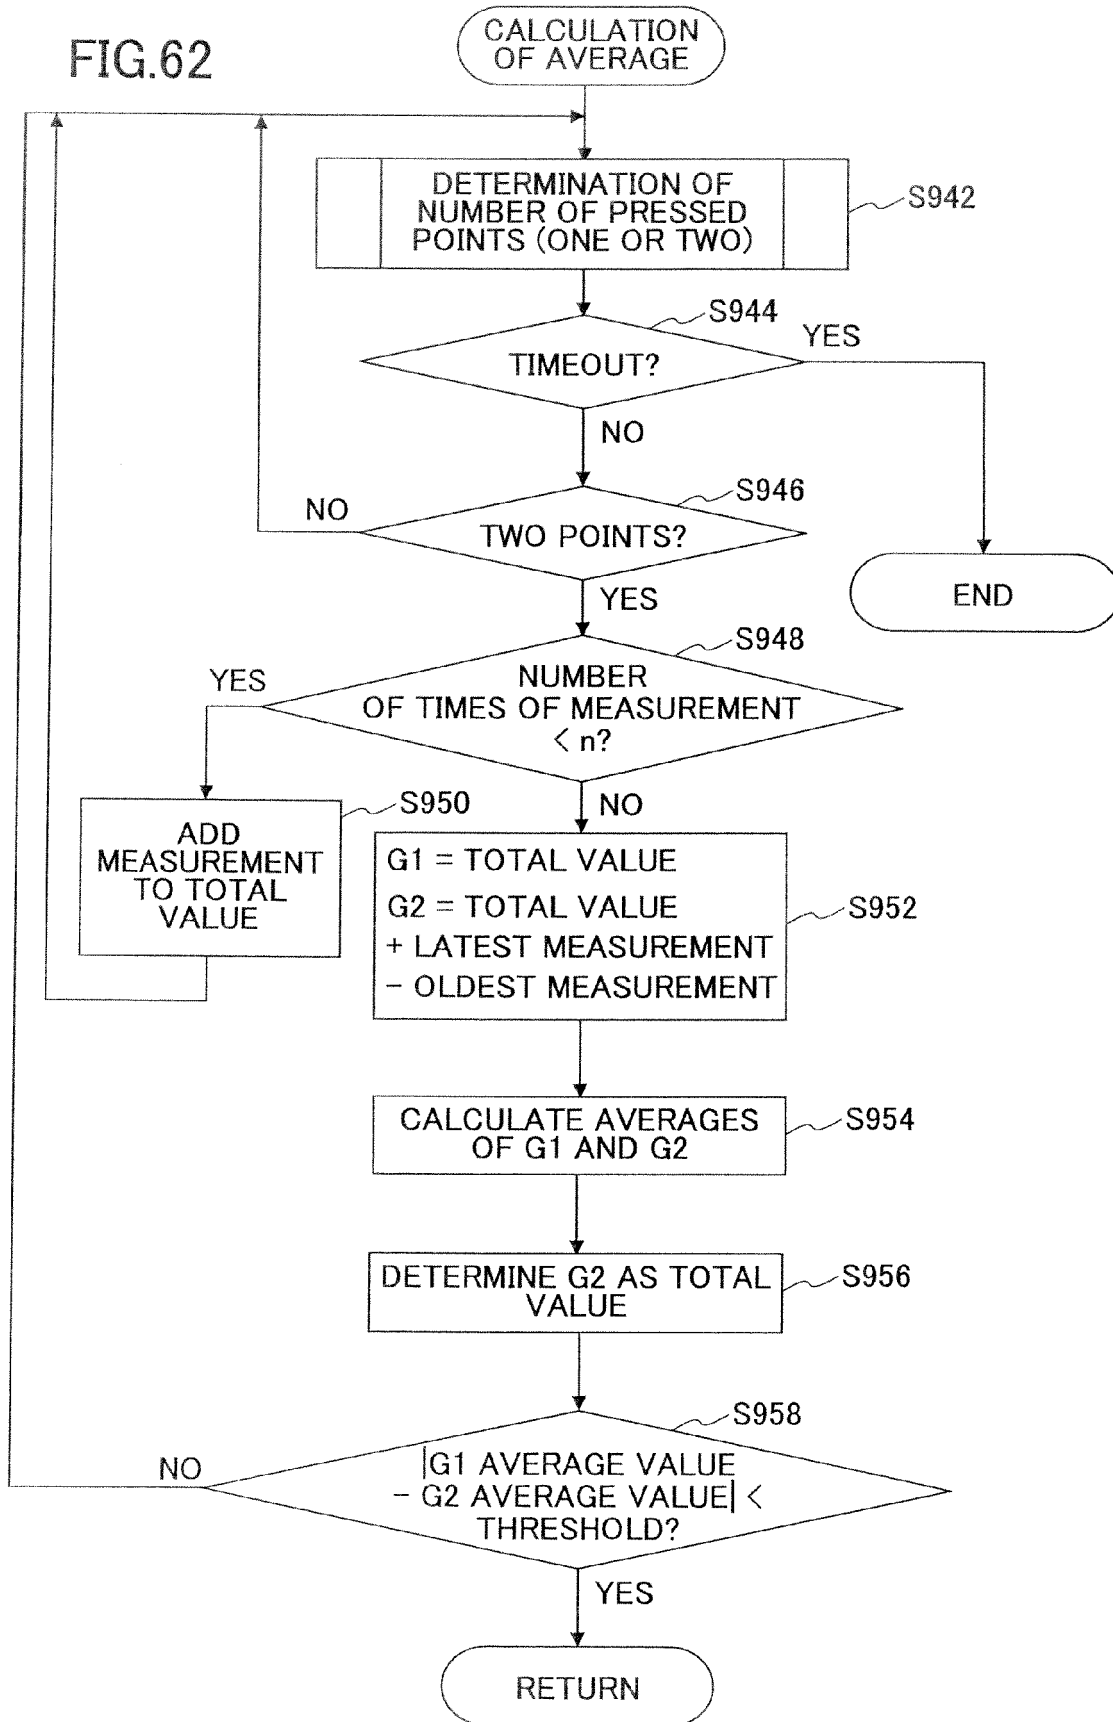 FIG.62
CALCULATION
OF AVERAGE
DETERMINATION OF
NUMBER OF PRESSED
POINTS (ONE OR TWO)
S942
S944
TIMEOUT?
YES
NO
S946
NO
TWO POINTS?
END
YES
S948
YES
NUMBER
OF TIMES OF MEASUREMENT
< n?
NO
S950
ADD
MEASUREMENT
TO TOTAL
VALUE
G1 = TOTAL VALUE
G2 = TOTAL VALUE
+ LATEST MEASUREMENT
− OLDEST MEASUREMENT
S952
CALCULATE AVERAGES
OF G1 AND G2
S954
DETERMINE G2 AS TOTAL
VALUE
S956
S958
NO
|G1 AVERAGE VALUE
− G2 AVERAGE VALUE| <
THRESHOLD?
YES
RETURN